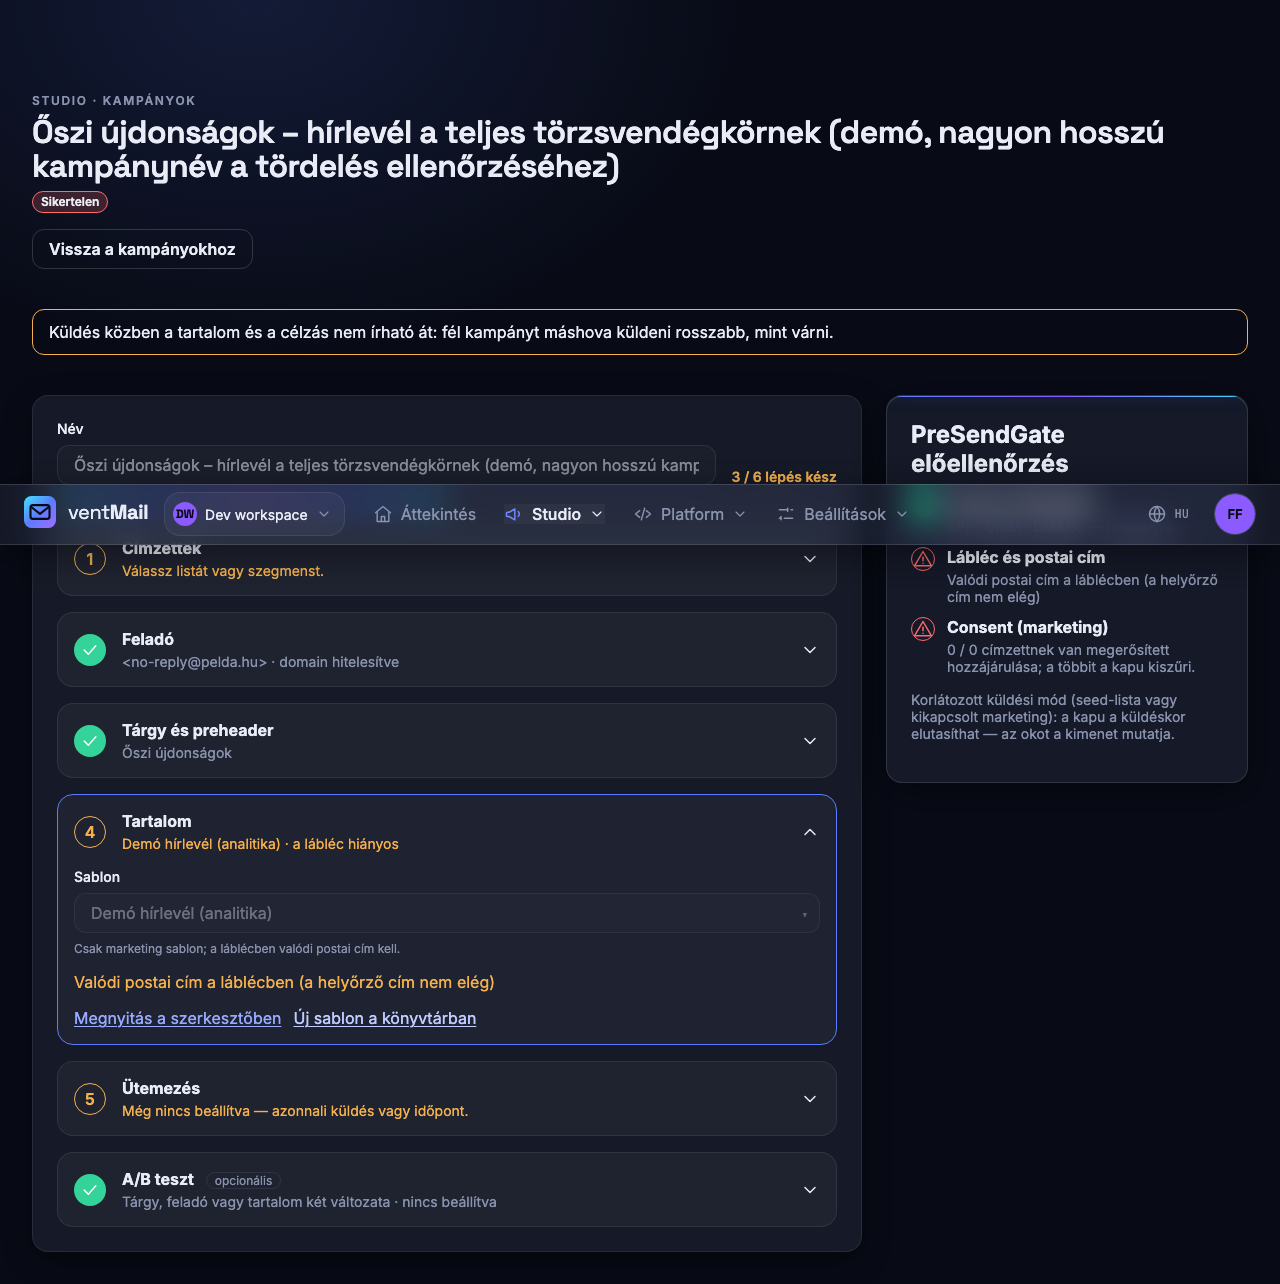 STUDIO · KAMPÁNYOK
Őszi újdonságok – hírlevél a teljes törzsvendégkörnek (demó, nagyon hosszú
kampánynév a tördelés ellenőrzéséhez)
Sikertelen
Vissza a kampányokhoz
Küldés közben a tartalom és a célzás nem írható át: fél kampányt máshova küldeni rosszabb, mint várni.
Név
Őszi újdonságok – hírlevél a teljes törzsvendégkörnek (demó, nagyon hosszú kamp
3 / 6 lépés kész
PreSendGate
előellenőrzés
ventMail
DW Dev workspace
Áttekintés
Studio
Platform
Beállítások
HU
FF
1
Címzettek
Válassz listát vagy szegmenst.
Feladó
<no-reply@pelda.hu> · domain hitelesítve
Tárgy és preheader
Őszi újdonságok
4
Tartalom
Demó hírlevél (analitika) · a lábléc hiányos
Sablon
Demó hírlevél (analitika)
Csak marketing sablon; a láblécben valódi postai cím kell.
Valódi postai cím a láblécben (a helyőrző cím nem elég)
Megnyitás a szerkesztőben Új sablon a könyvtárban
5
Ütemezés
Még nincs beállítva — azonnali küldés vagy időpont.
A/B teszt opcionális
Tárgy, feladó vagy tartalom két változata · nincs beállítva
Lábléc és postai cím
Valódi postai cím a láblécben (a helyőrző
cím nem elég)
Consent (marketing)
0 / 0 címzettnek van megerősített
hozzájárulása; a többit a kapu kiszűri.
Korlátozott küldési mód (seed-lista vagy
kikapcsolt marketing): a kapu a küldéskor
elutasíthat — az okot a kimenet mutatja.